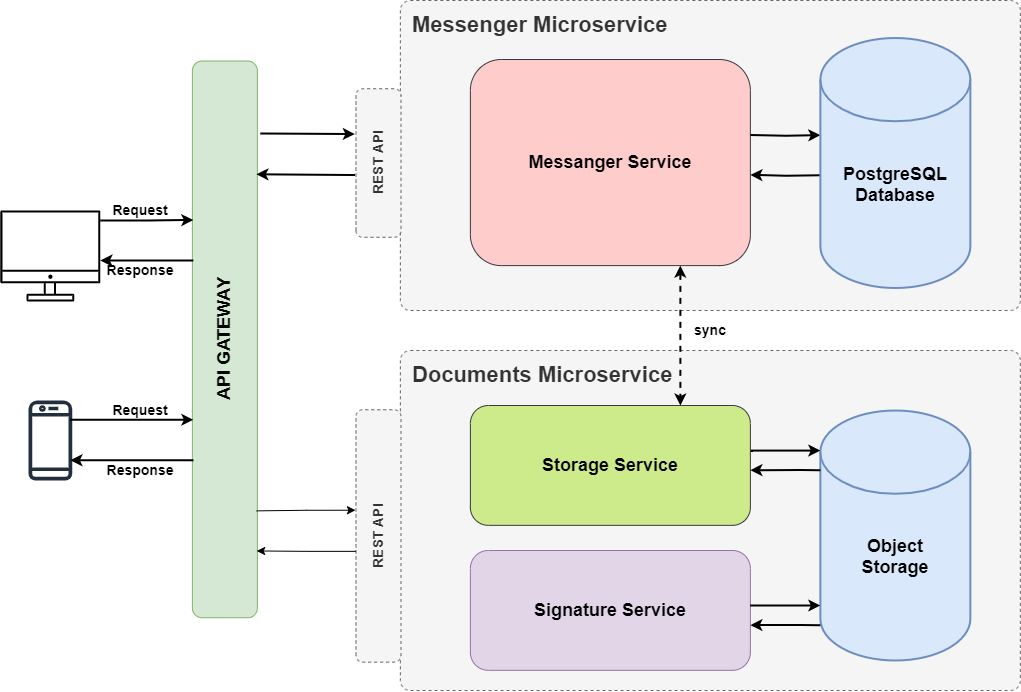 Messenger Microservice
Messanger Service
PostgreSQL
Database
REST API
Request
Response
API GATEWAY
sync
Documents Microservice
Request
Response
Storage Service
REST API
Object
Storage
Signature Service